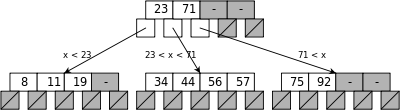 23 71 - -
x < 23 23 < x < 71 71 < x
8 11 19 - 34 44 56 57 75 92 - -